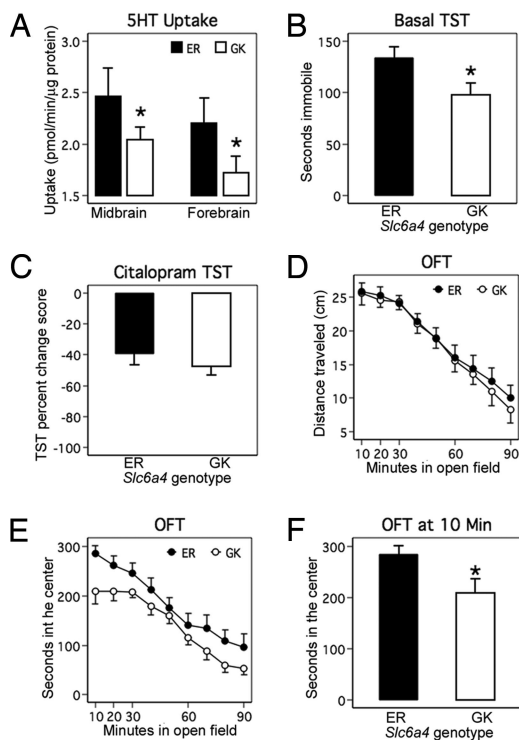 A
5HT Uptake
Uptake (pmol/min/µg protein)
3.0
2.5
2.0
1.5
ER GK
*
*
Midbrain Forebrain
B
Basal TST
Seconds immobile
150
100
50
0
*
ER GK
Slc6a4 genotype
C
Citalopram TST
TST percent change score
0
-20
-40
-60
-80
-100
ER GK
Slc6a4 genotype
D
OFT
Distance traveled (cm)
25
20
15
10
5
ER GK
10 20 30 60 90
Minutes in open field
E
OFT
Seconds int he center
300
200
100
0
ER GK
10 20 30 60 90
Minutes in open field
F
OFT at 10 Min
Seconds in the center
300
200
100
0
*
ER GK
Slc6a4 genotype